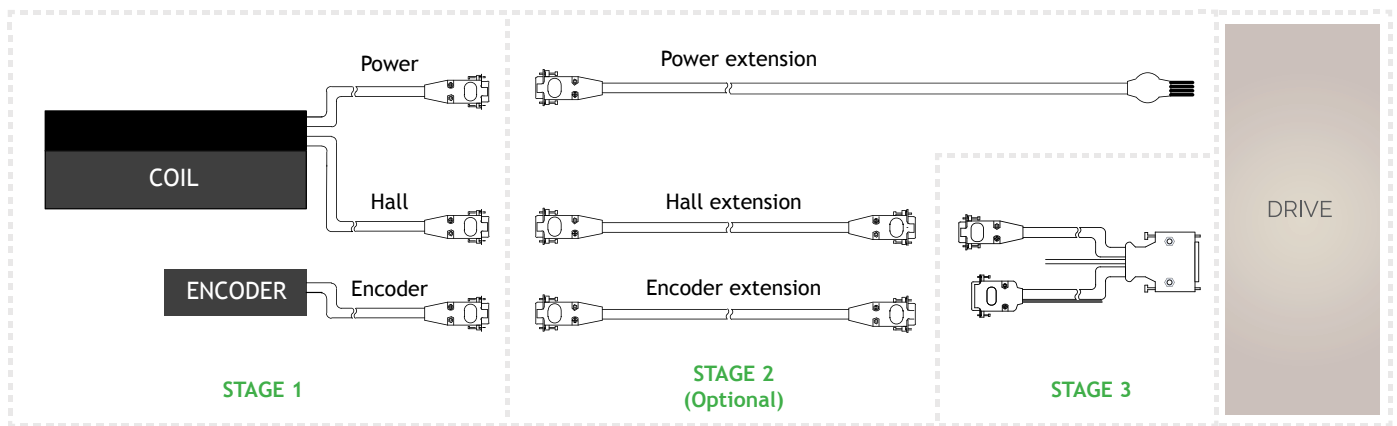 Power
COIL
Hall
ENCODER
Encoder
STAGE 1
Power extension
Hall extension
Encoder extension
STAGE 2
(Optional)
STAGE 3
DRIVE